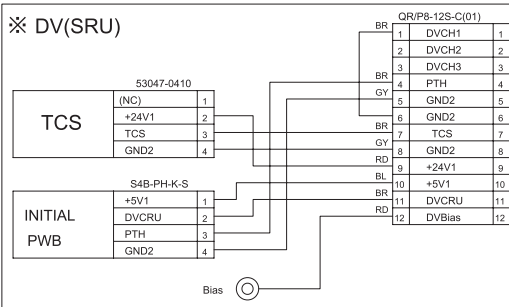 ※ DV(SRU)
QR/P8-12S-C(01)
BR 1 DVCH1 1
2 DVCH2 2
3 DVCH3 3
BR 4 PTH 4
GY 5 GND2 5
6 GND2 6
BR 7 TCS 7
GY 8 GND2 8
RD 9 +24V1 9
BL 10 +5V1 10
BR 11 DVCRU 11
RD 12 DVBias 12
53047-0410
TCS
(NC) 1
+24V1 2
TCS 3
GND2 4
S4B-PH-K-S
INITIAL
PWB
+5V1 1
DVCRU 2
PTH 3
GND2 4
Bias